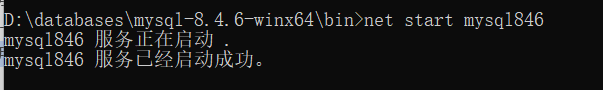 D:\databases\mysql-8.4.6-winx64\bin>net start mysql846
mysql846 服务正在启动 .
mysql846 服务已经启动成功。